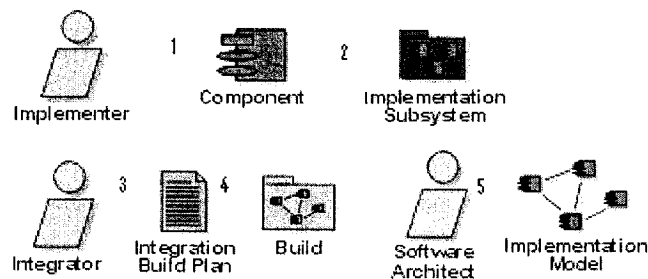 1
2
Implementer
Component
Implementation
Subsystem
3
4
5
Integrator
Integration
Build Plan
Build
Software
Architect
Implementation
Model